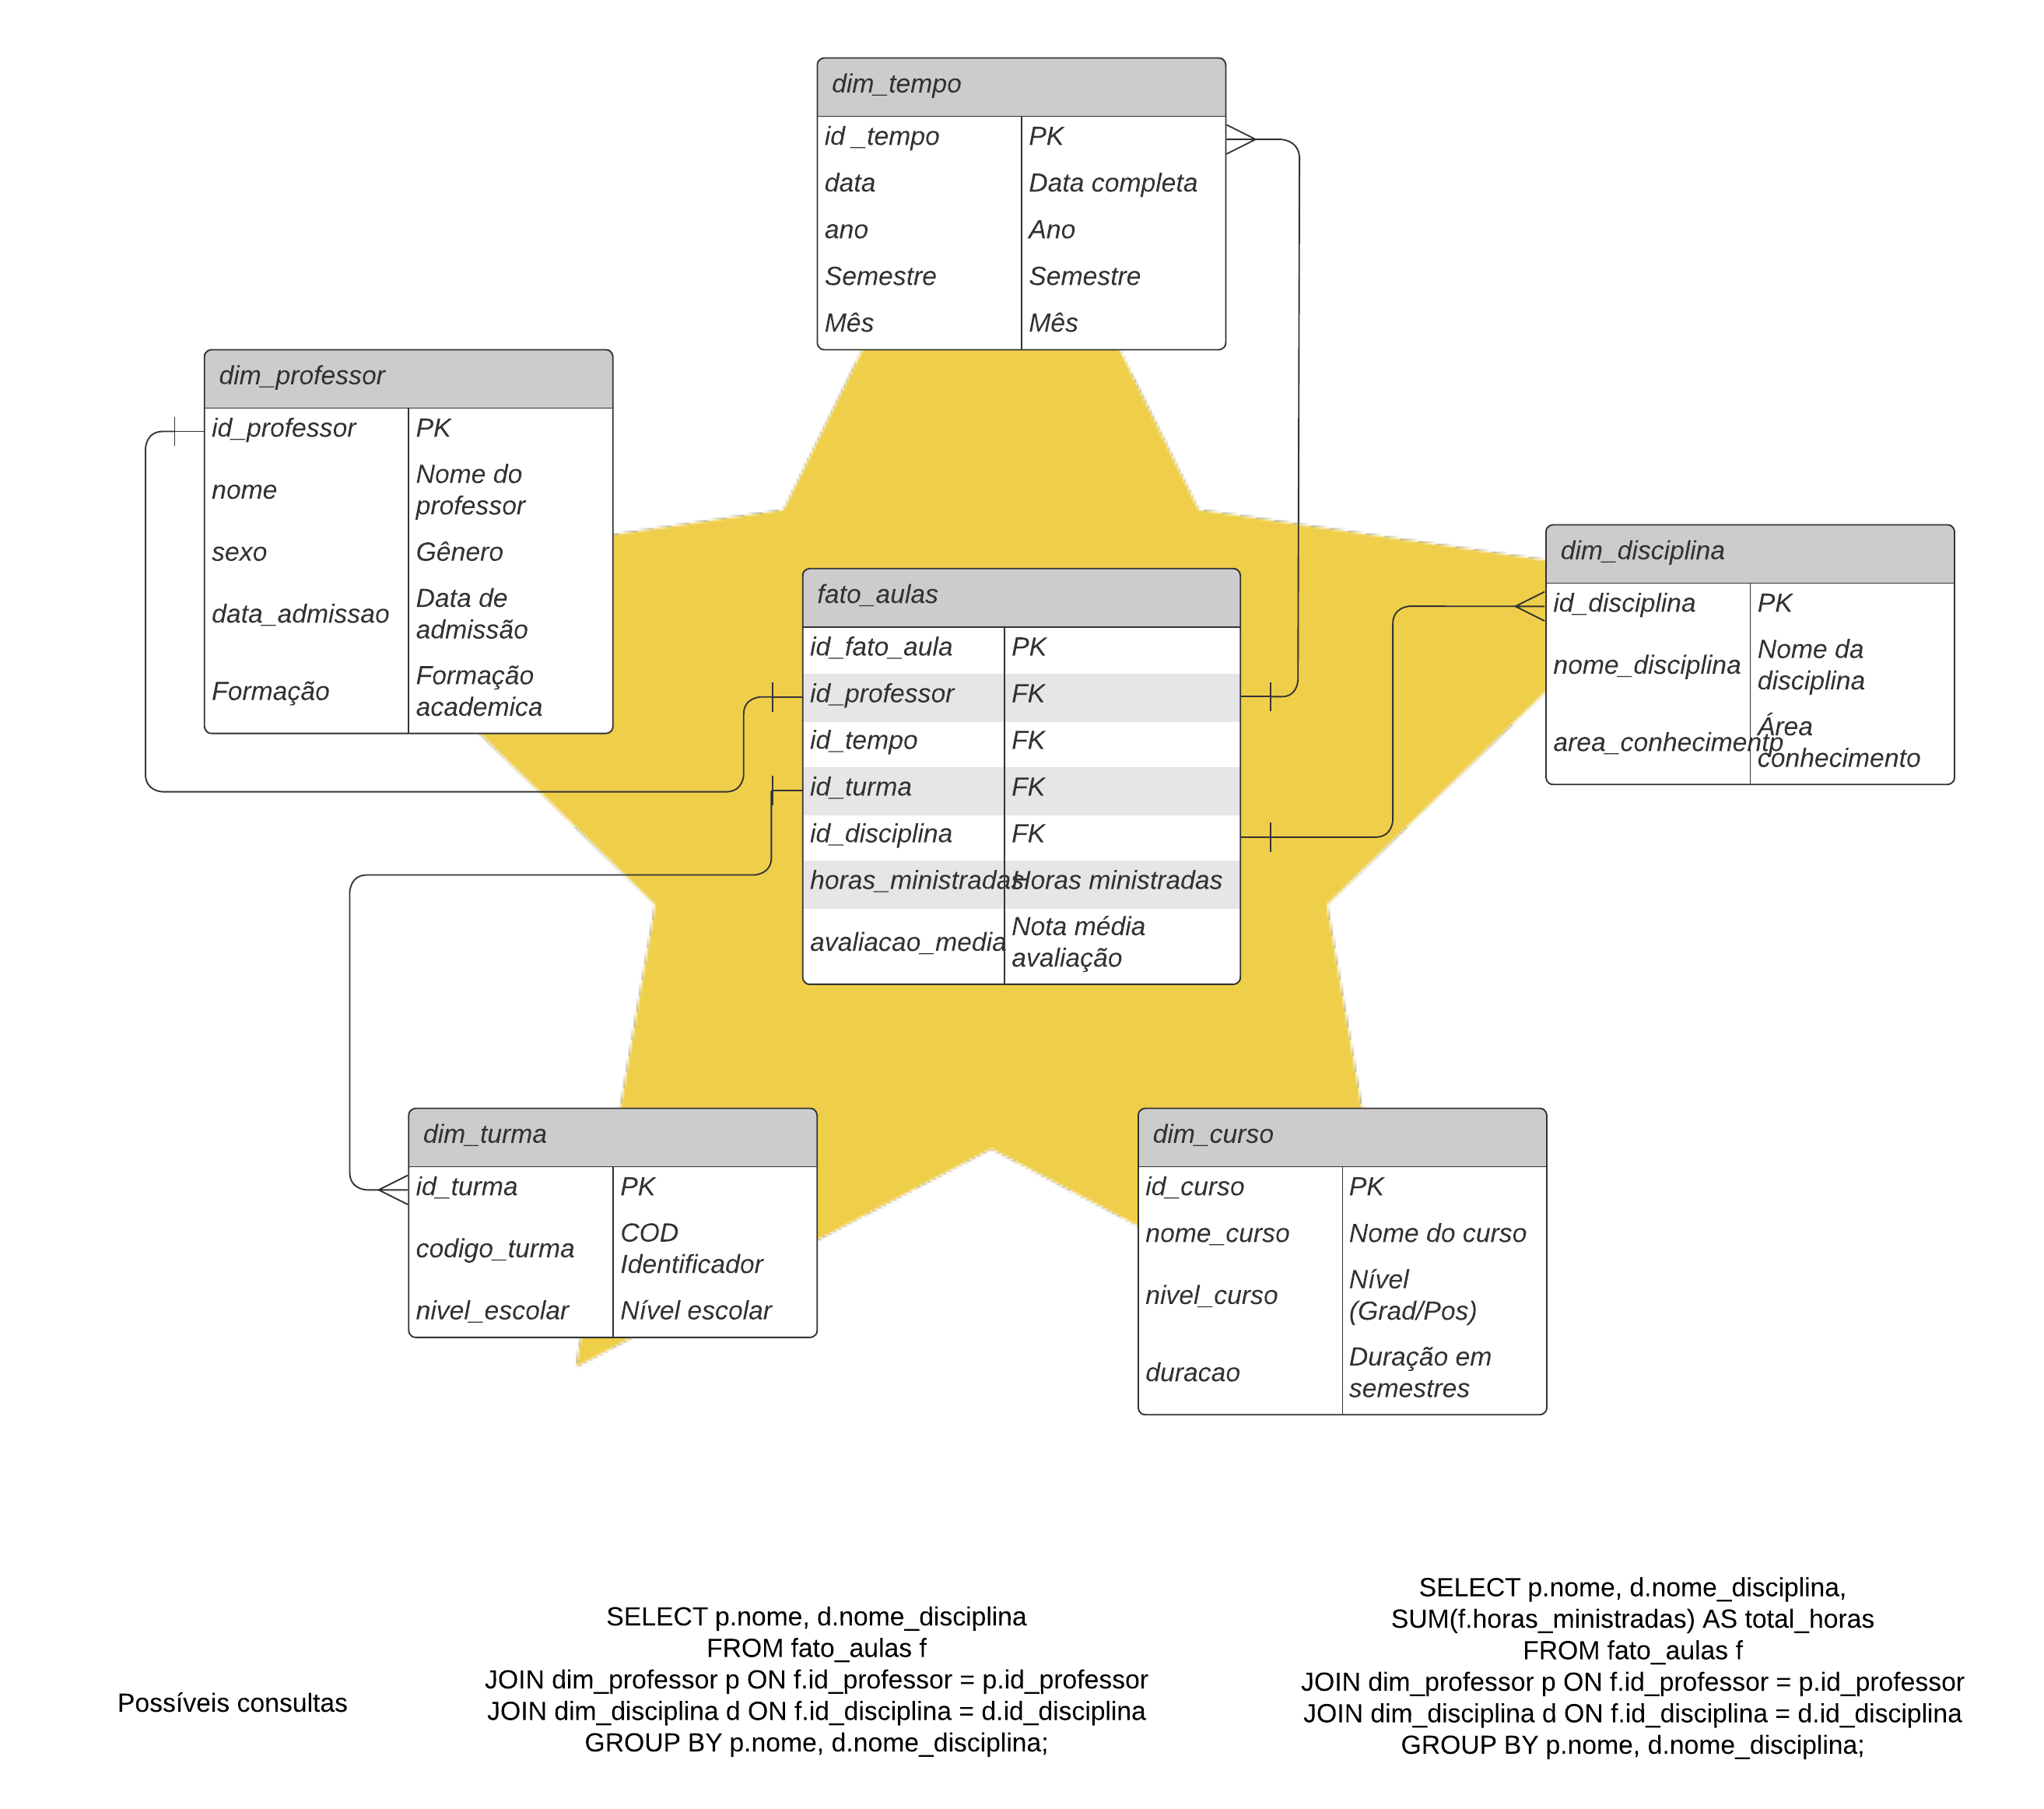 dim_tempo
id _tempo PK
data Data completa
ano Ano
Semestre Semestre
Mês Mês
dim_professor
id_professor PK
nome Nome do
professor
sexo Gênero
data_admissao Data de
admissão
Formação Formação
academica
dim_disciplina
id_disciplina PK
nome_disciplina Nome da
disciplina
area_conhecimento Área
conhecimento
fato_aulas
id_fato_aula PK
id_professor FK
id_tempo FK
id_turma FK
id_disciplina FK
horas_ministradas Horas ministradas
avaliacao_media Nota média
avaliação
dim_turma
id_turma PK
codigo_turma COD
Identificador
nivel_escolar Nível escolar
dim_curso
id_curso PK
nome_curso Nome do curso
nivel_curso Nível
(Grad/Pos)
duracao Duração em
semestres
Possíveis consultas
SELECT p.nome, d.nome_disciplina
FROM fato_aulas f
JOIN dim_professor p ON f.id_professor = p.id_professor
JOIN dim_disciplina d ON f.id_disciplina = d.id_disciplina
GROUP BY p.nome, d.nome_disciplina;
SELECT p.nome, d.nome_disciplina,
SUM(f.horas_ministradas) AS total_horas
FROM fato_aulas f
JOIN dim_professor p ON f.id_professor = p.id_professor
JOIN dim_disciplina d ON f.id_disciplina = d.id_disciplina
GROUP BY p.nome, d.nome_disciplina;